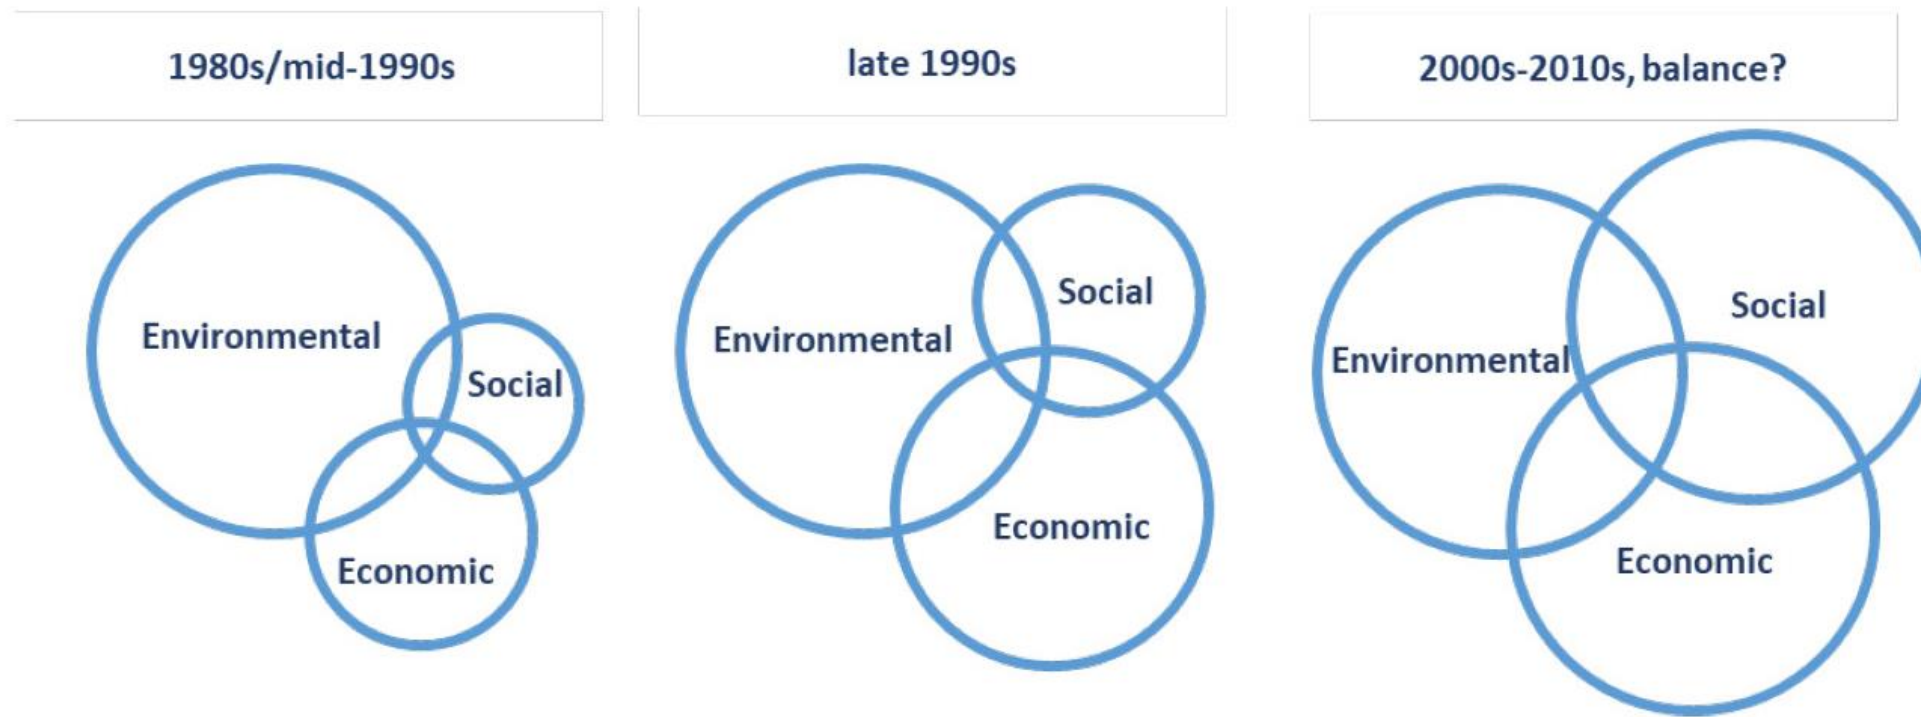 1980s/mid-1990s
late 1990s
2000s-2010s, balance?
Environmental
Social
Economic
Environmental
Social
Economic
Environmental
Social
Economic